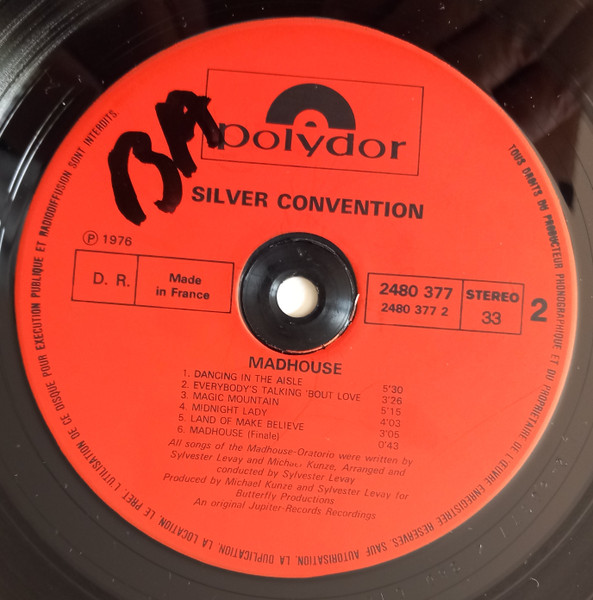 BA
polydor
SILVER CONVENTION
℗ 1976
D. R.
Made
in France
2480 377
2480 377 2
STEREO
33
2
MADHOUSE
1. DANCING IN THE AISLE 5'30
2. EVERYBODY'S TALKING 'BOUT LOVE 3'26
3. MAGIC MOUNTAIN 5'15
4. MIDNIGHT LADY 4'03
5. LAND OF MAKE BELIEVE 3'05
6. MADHOUSE (Finale) 0'43
All songs of the Madhouse-Oratorio were written by
Sylvester Levay and Michael Kunze, Arranged and
conducted by Sylvester Levay
Produced by Michael Kunze and Sylvester Levay for
Butterfly Productions
An original Jupiter-Records Recordings
TOUS DROITS DU PRODUCTEUR PHONOGRAPHIQUE ET DU PROPRIETAIRE DE L'ŒUVRE ENREGISTREE RESERVES. SAUF AUTORISATION, LA DUPLICATION, LA LOCATION, LE PRET, L'UTILISATION DE CE DISQUE POUR EXECUTION PUBLIQUE ET RADIODIFFUSION SONT INTERDITS.